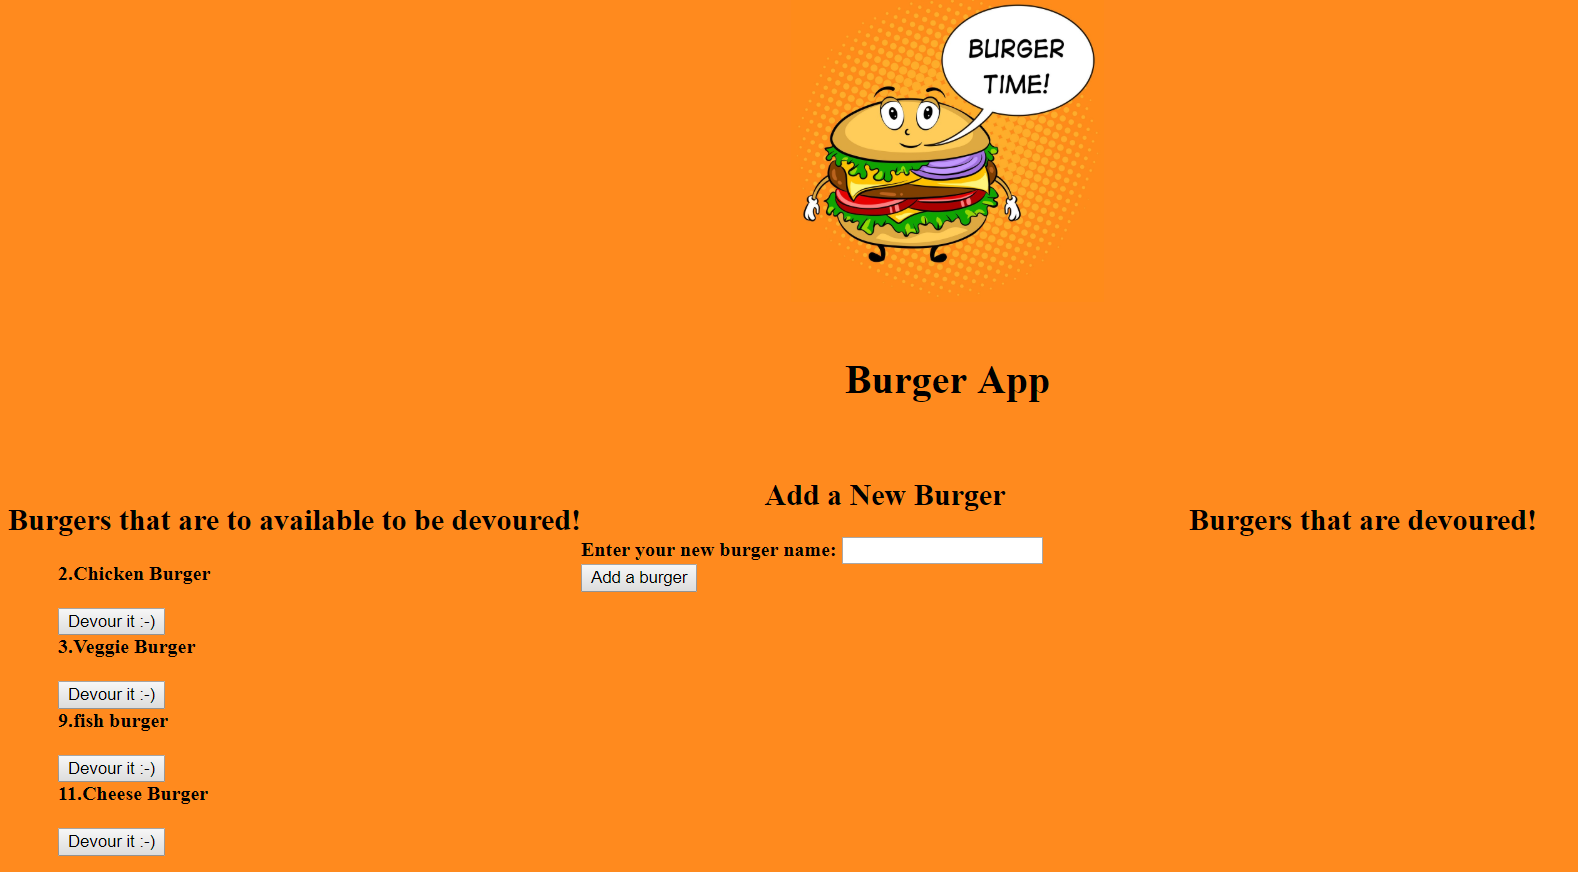 BURGER
TIME!
Burger App
Burgers that are to available to be devoured!
2.Chicken Burger
Devour it :-)
3.Veggie Burger
Devour it :-)
9.fish burger
Devour it :-)
11.Cheese Burger
Devour it :-)
Add a New Burger
Enter your new burger name:
Add a burger
Burgers that are devoured!